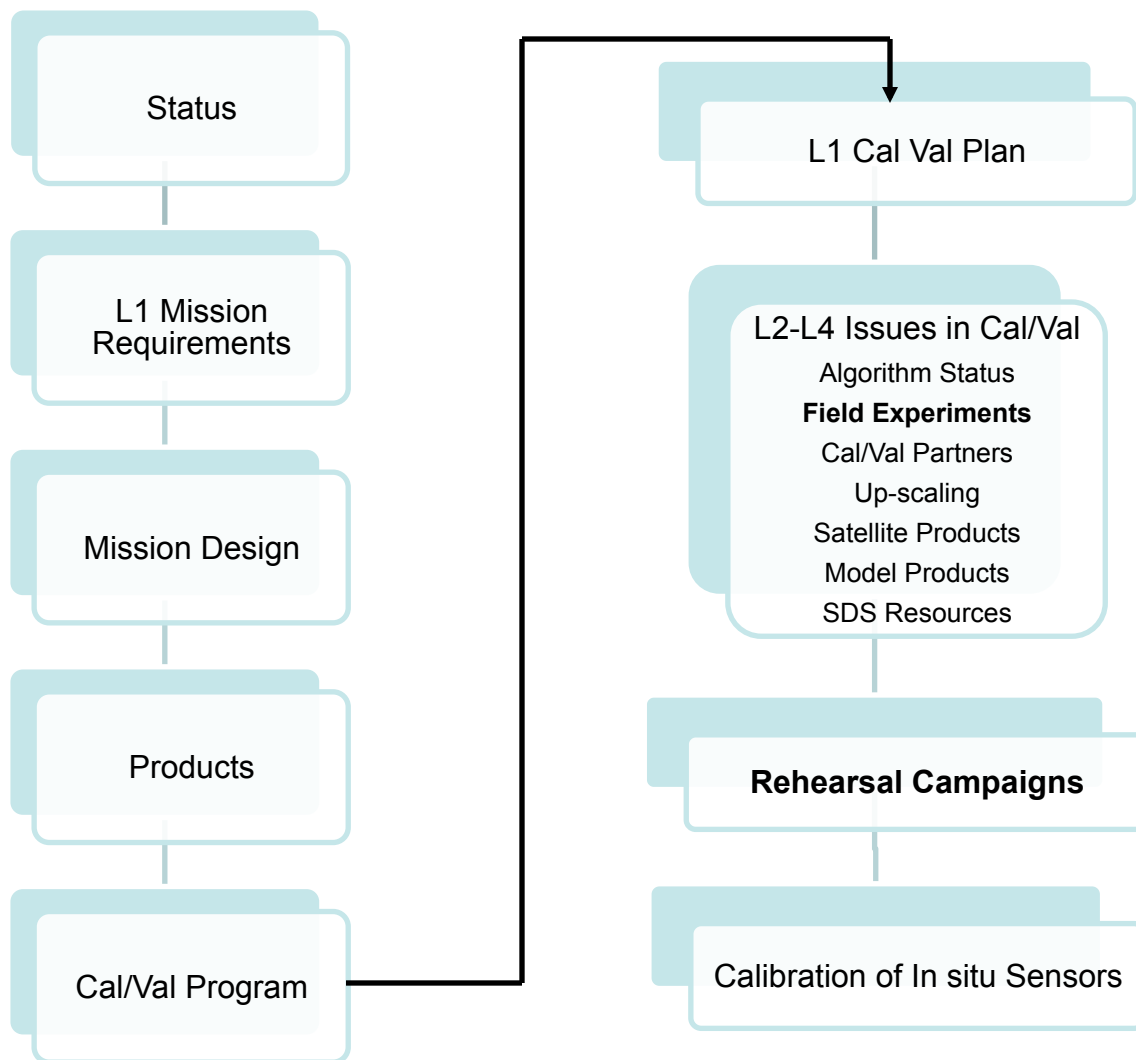 Status
L1 Mission
Requirements
Mission Design
Products
Cal/Val Program
L1 Cal Val Plan
L2-L4 Issues in Cal/Val
Algorithm Status
Field Experiments
Cal/Val Partners
Up-scaling
Satellite Products
Model Products
SDS Resources
Rehearsal Campaigns
Calibration of In situ Sensors